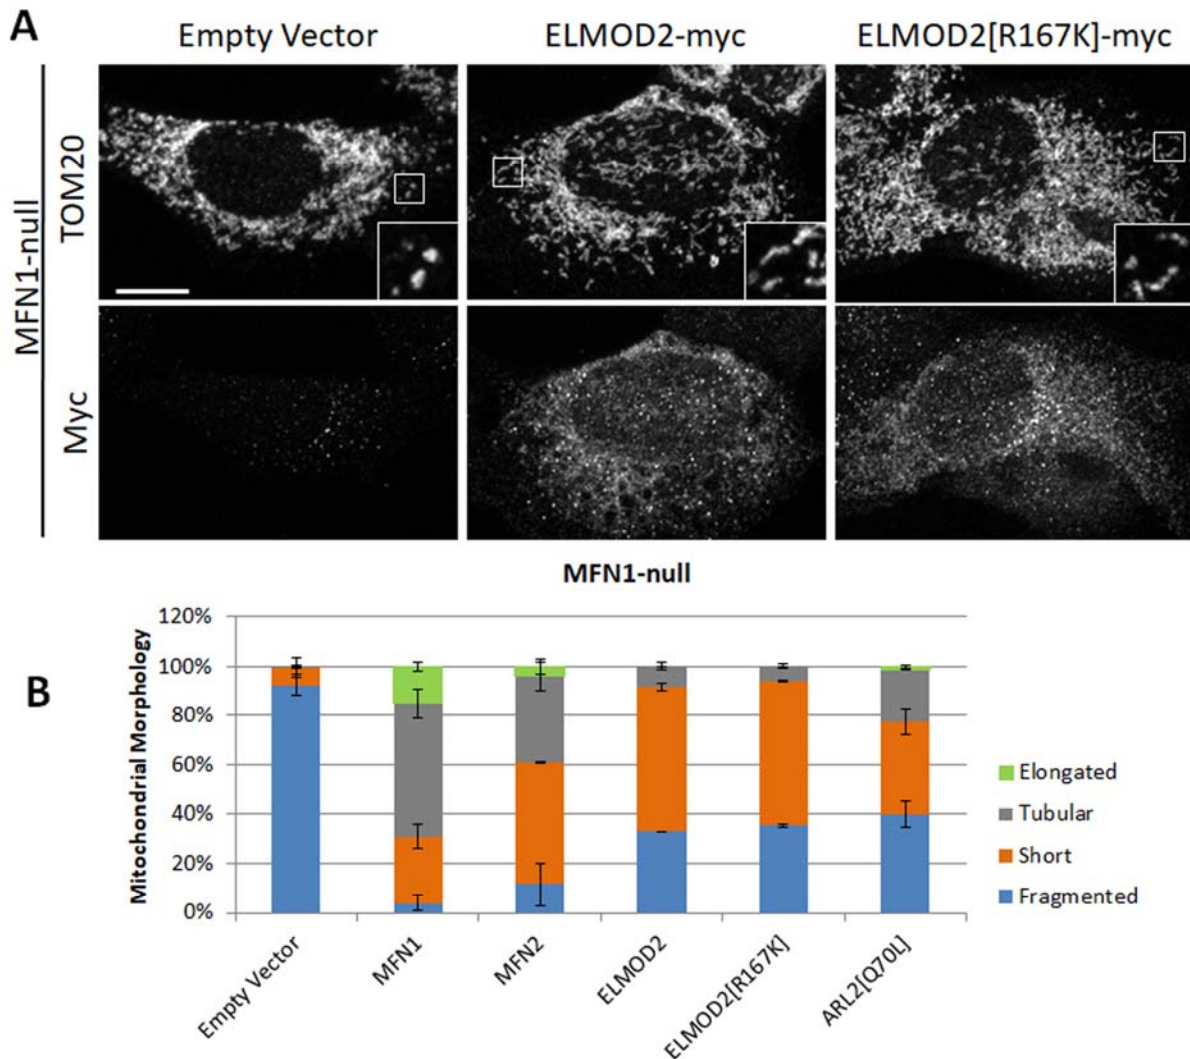 A
Empty Vector
ELMOD2-myc
ELMOD2[R167K]-myc
MFN1-null
TOM20
Myc
MFN1-null
B
Mitochondrial Morphology
120%
100%
80%
60%
40%
20%
0%
Empty Vector
MFN1
MFN2
ELMOD2
ELMOD2[R167K]
ARL2[Q70L]
Elongated
Tubular
Short
Fragmented